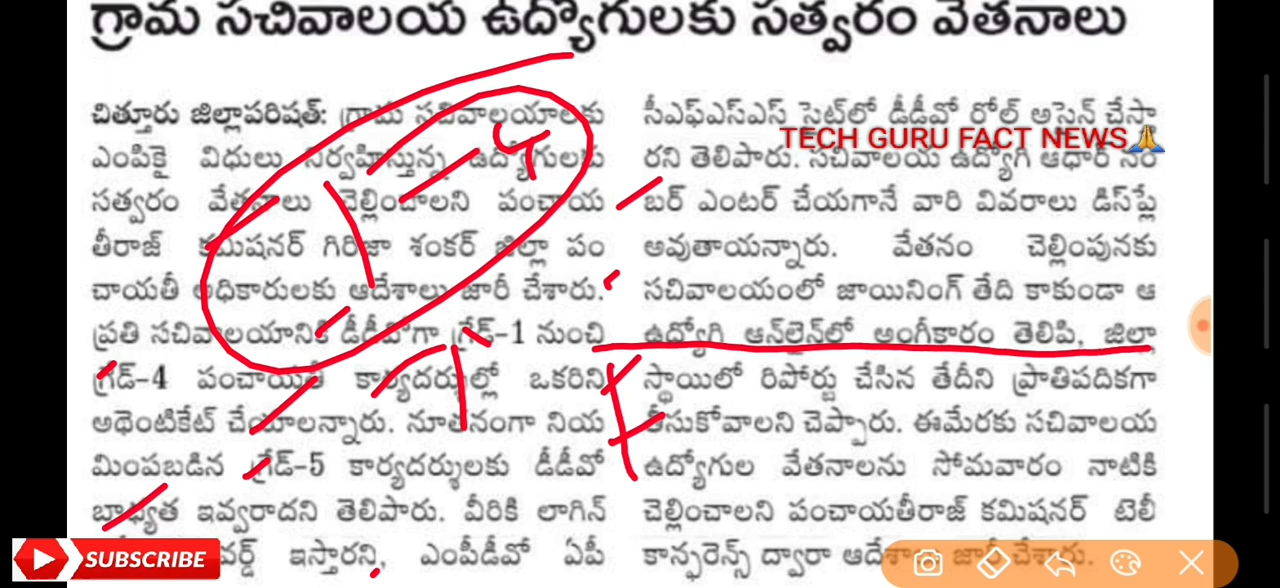 గ్రామ సచివాలయ ఉద్యోగులకు సత్వరం వేతనాలు
చిత్తూరు జిల్లాపరిషత్: గ్రామ సచివాలయాలకు
ఎంపికై విధులు నిర్వహిస్తున్న ఉద్యోగులకు
సత్వరం వేతనాలు చెల్లించాలని పంచాయ
తీరాజ్ కమిషనర్ గిరిజా శంకర్ జిల్లా పం
చాయతీ అధికారులకు ఆదేశాలు జారీ చేశారు.
ప్రతి సచివాలయానికి డీడీవోగా గ్రేడ్-1 నుంచి
గ్రేడ్-4 పంచాయితీ కార్యదర్శుల్లో ఒకరిని
అథెంటికేట్ చేయాలన్నారు. నూతనంగా నియ
మింపబడిన గ్రేడ్-5 కార్యదర్శులకు డీడీవో
బాధ్యత ఇవ్వరాదని తెలిపారు. వీరికి లాగిన్
ఇస్తారని, ఎంపీడీవో ఏపీ
సీఎఫ్ఎస్ఎస్ సైట్‌లో డీడీవో రోల్ అసైన్ చేస్తా
రని తెలిపారు. సచివాలయ ఉద్యోగి ఆధార్ నం
బర్ ఎంటర్ చేయగానే వారి వివరాలు డిస్‌ప్లే
అవుతాయన్నారు. వేతనం చెల్లింపునకు
సచివాలయంలో జాయినింగ్ తేది కాకుండా ఆ
ఉద్యోగి ఆన్‌లైన్‌లో అంగీకారం తెలిపి, జిల్లా
స్థాయిలో రిపోర్టు చేసిన తేదీని ప్రాతిపదికగా
తీసుకోవాలని చెప్పారు. ఈమేరకు సచివాలయ
ఉద్యోగుల వేతనాలను సోమవారం నాటికి
చెల్లించాలని పంచాయతీరాజ్ కమిషనర్ టెలీ
కాన్ఫరెన్స్ ద్వారా ఆదేశాలు జారీ చేశారు.
TECH GURU FACT NEWS🙏
SUBSCRIBE